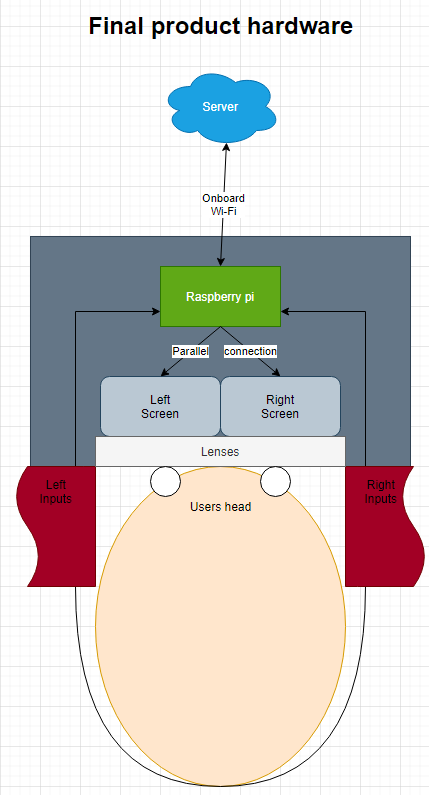 Final product hardware
Server
Onboard
Wi-Fi
Raspberry pi
Parallel connection
Left
Screen
Right
Screen
Lenses
Left
Inputs
Right
Inputs
Users head